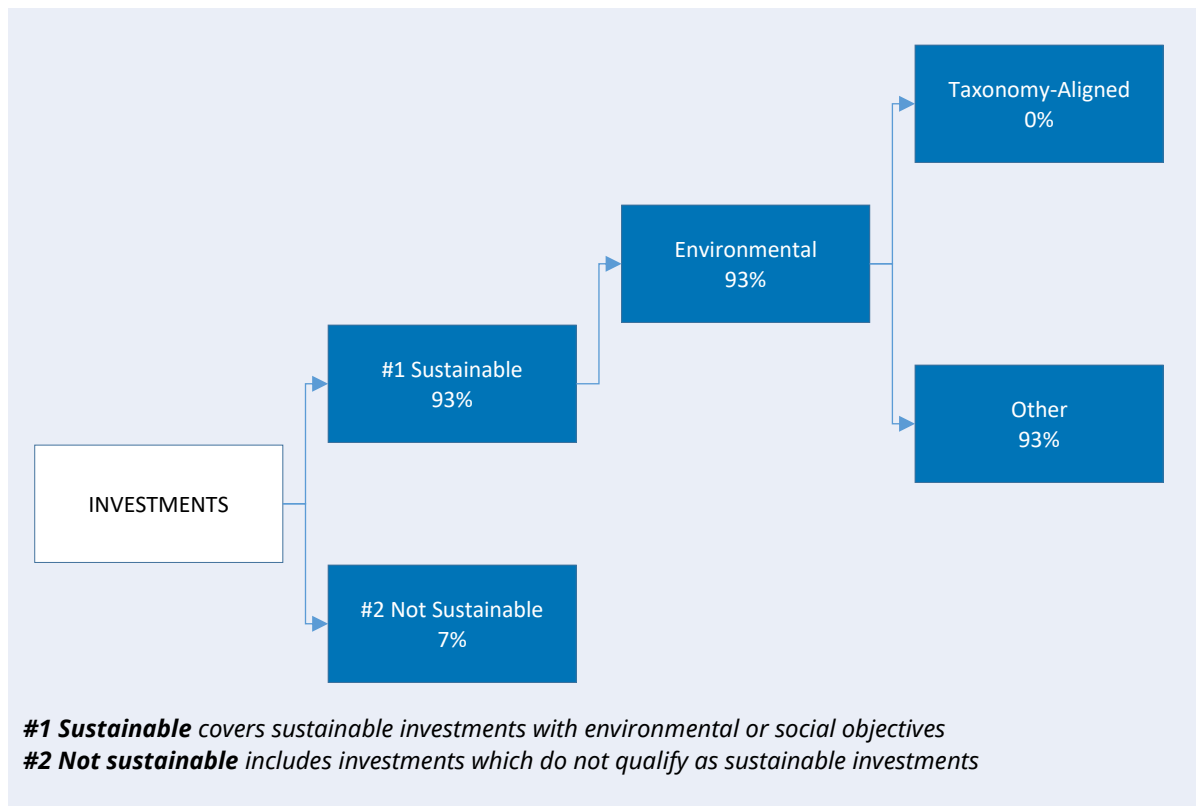 Taxonomy-Aligned
0%
Environmental
93%
#1 Sustainable
93%
Other
93%
INVESTMENTS
#2 Not Sustainable
7%
#1 Sustainable covers sustainable investments with environmental or social objectives
#2 Not sustainable includes investments which do not qualify as sustainable investments